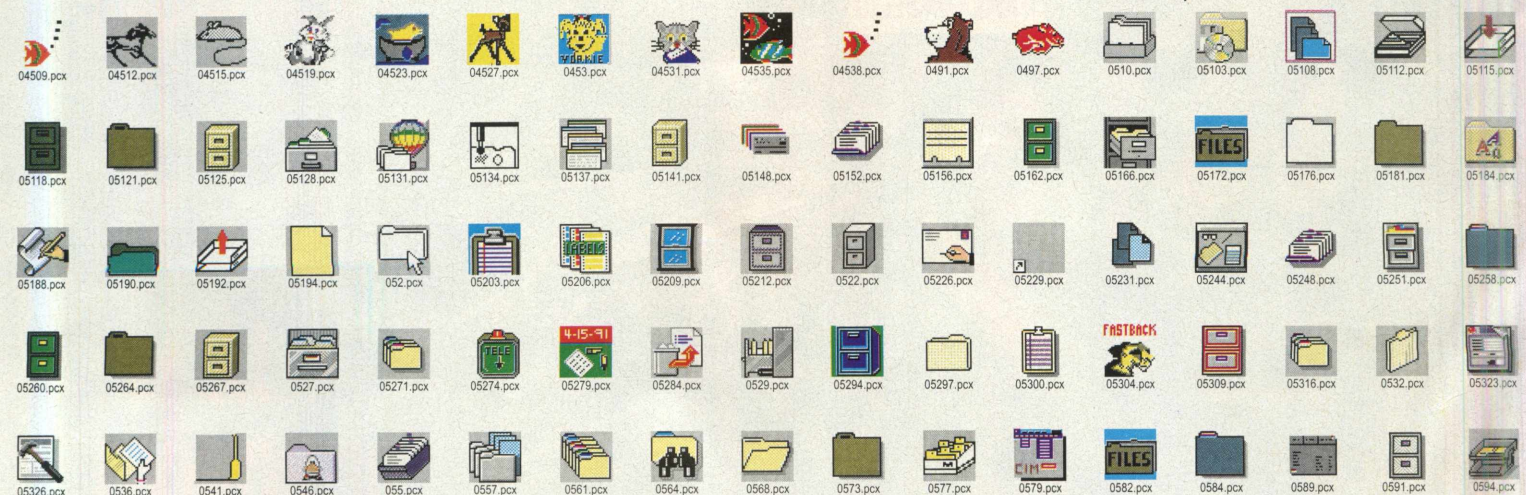 04509.pcx 04512.pcx 04515.pcx 04519.pcx 04523.pcx 04527.pcx 0453.pcx 04531.pcx 04535.pcx 04538.pcx 0491.pcx 0497.pcx 0510.pcx 05103.pcx 05108.pcx 05112.pcx 05115.pcx
YORKIE
05118.pcx 05121.pcx 05125.pcx 05128.pcx 05131.pcx 05134.pcx 05137.pcx 05141.pcx 05148.pcx 05152.pcx 05156.pcx 05162.pcx 05166.pcx 05172.pcx 05176.pcx 05181.pcx 05184.pcx
FILES
05188.pcx 05190.pcx 05192.pcx 05194.pcx 052.pcx 05203.pcx 05206.pcx 05209.pcx 05212.pcx 0522.pcx 05226.pcx 05229.pcx 05231.pcx 05244.pcx 05248.pcx 05251.pcx 05258.pcx
LABELS
4-15-91
FASTBACK
TELE
05260.pcx 05264.pcx 05267.pcx 0527.pcx 05271.pcx 05274.pcx 05279.pcx 05284.pcx 0529.pcx 05294.pcx 05297.pcx 05300.pcx 05304.pcx 05309.pcx 05316.pcx 0532.pcx 05323.pcx
CIM
FILES
05326.pcx 0536.pcx 0541.pcx 0546.pcx 055.pcx 0557.pcx 0561.pcx 0564.pcx 0568.pcx 0573.pcx 0577.pcx 0579.pcx 0582.pcx 0584.pcx 0589.pcx 0591.pcx 0594.pcx